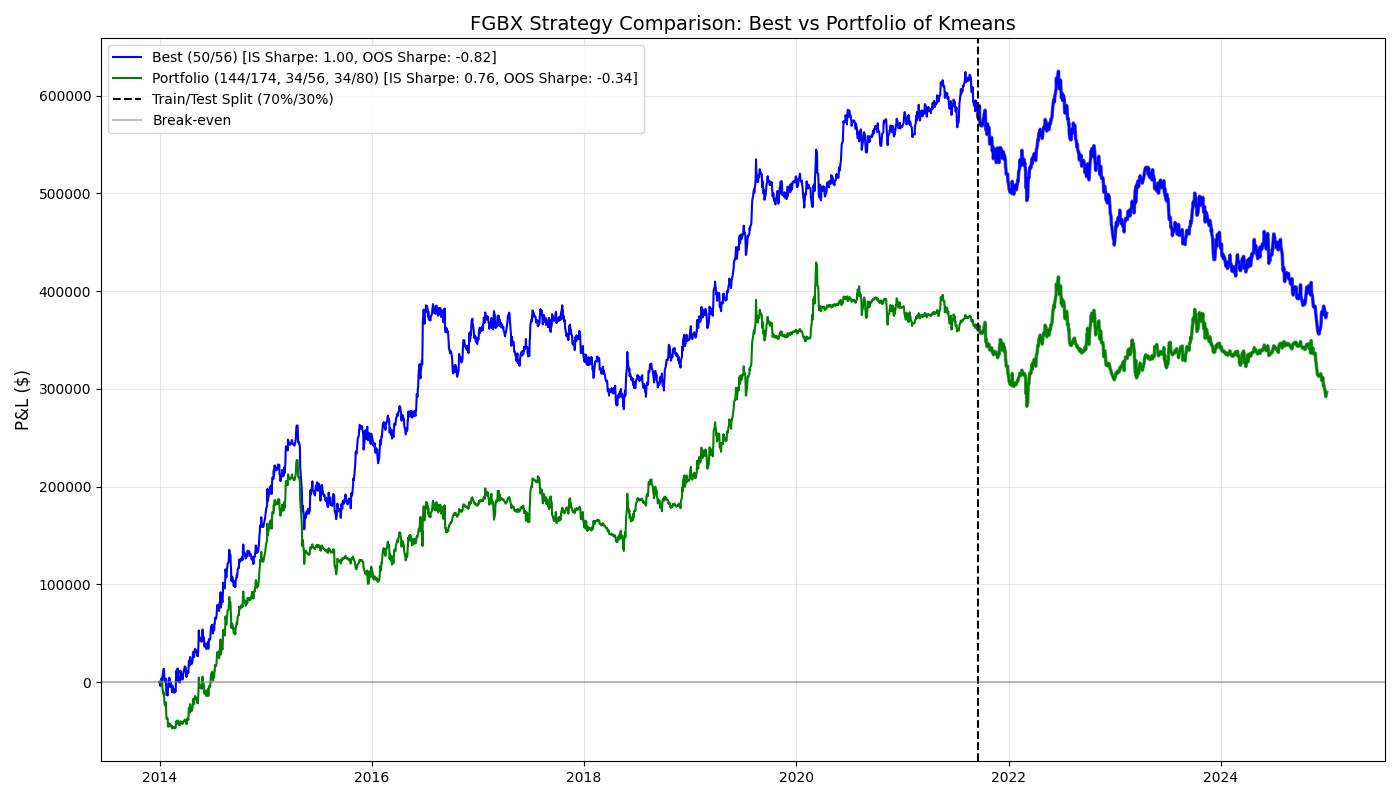 FGBX Strategy Comparison: Best vs Portfolio of Kmeans
Best (50/56) [IS Sharpe: 1.00, OOS Sharpe: -0.82]
Portfolio (144/174, 34/56, 34/80) [IS Sharpe: 0.76, OOS Sharpe: -0.34]
Train/Test Split (70%/30%)
Break-even
P&L ($)
600000
500000
400000
300000
200000
100000
0
2014
2016
2018
2020
2022
2024